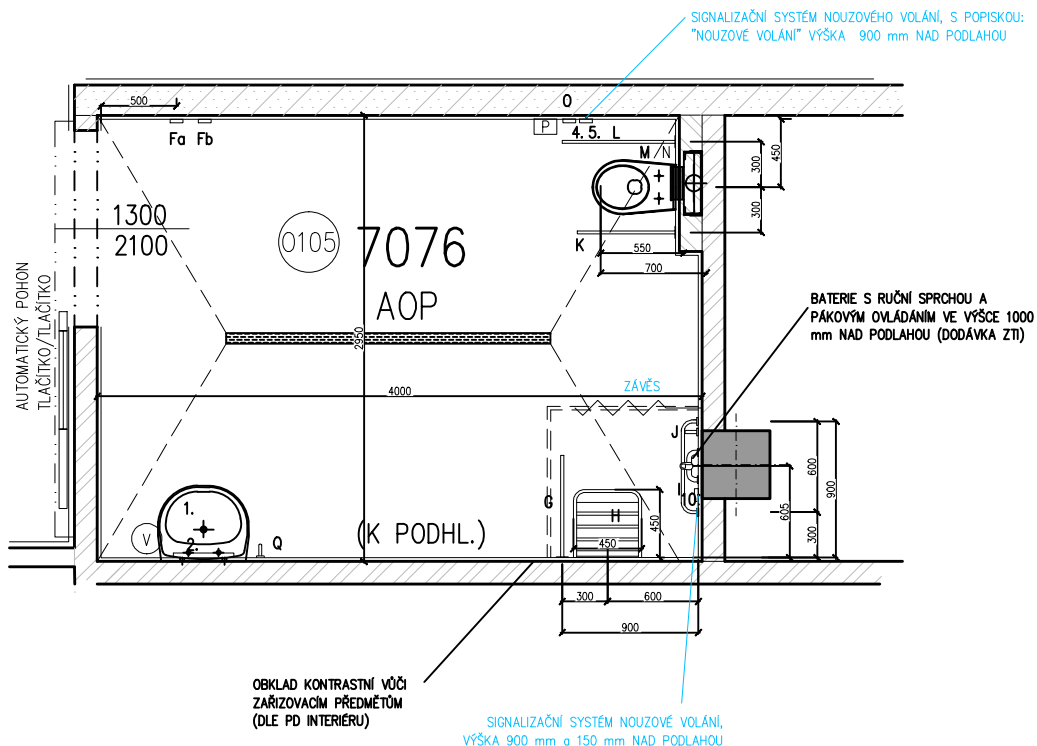 SIGNALIZAČNÍ SYSTÉM NOUZOVÉHO VOLÁNÍ, S POPISKOU:
"NOUZOVÉ VOLÁNÍ" VÝŠKA 900 mm NAD PODLAHOU
500
O
Fa Fb
P
4. 5. L
M N
300
450
300
K
550
700
1300
2100
0105
7076
AOP
AUTOMATICKÝ POHON
TLAČÍTKO/TLAČÍTKO
2950
4000
BATERIE S RUČNÍ SPRCHOU A
PÁKOVÝM OVLÁDÁNÍM VE VÝŠCE 1000
mm NAD PODLAHOU (DODÁVKA ZTI)
ZÁVĚS
J
G
H
10
450
450
600
900
605
300
1.
2.
V
Q
(K PODHL.)
300
600
900
OBKLAD KONTRASTNÍ VŮČI
ZAŘIZOVACÍM PŘEDMĚTŮM
(DLE PD INTERIÉRU)
SIGNALIZAČNÍ SYSTÉM NOUZOVÉ VOLÁNÍ,
VÝŠKA 900 mm a 150 mm NAD PODLAHOU